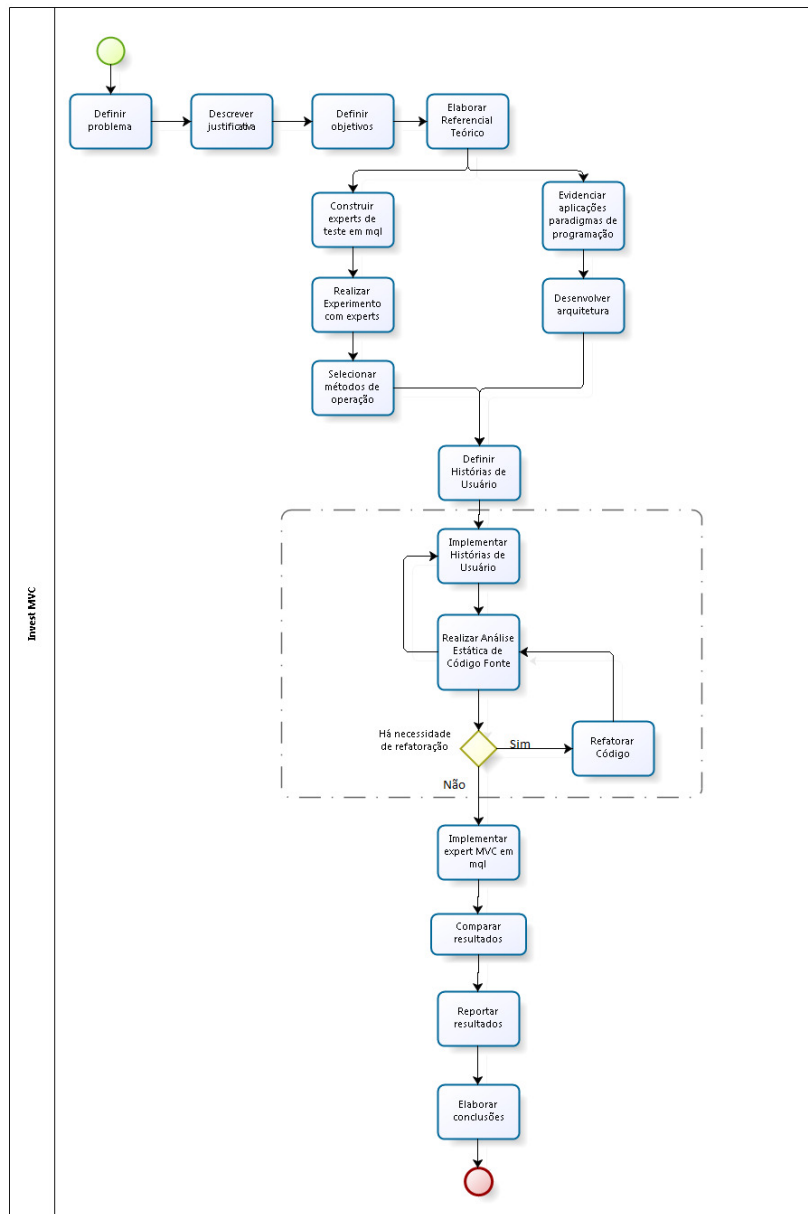 Invest MVC
Definir
problema
Descrever
justificativa
Definir
objetivos
Elaborar
Referencial
Teórico
Construir
experts de
teste em mql
Evidenciar
aplicações
paradigmas de
programação
Realizar
Experimento
com experts
Desenvolver
arquitetura
Selecionar
métodos de
operação
Definir
Histórias de
Usuário
Implementar
Histórias de
Usuário
Realizar Análise
Estática de
Código Fonte
Há necessidade
de refatoração
Sim
Refatorar
Código
Não
Implementar
expert MVC em
mql
Comparar
resultados
Reportar
resultados
Elaborar
conclusões